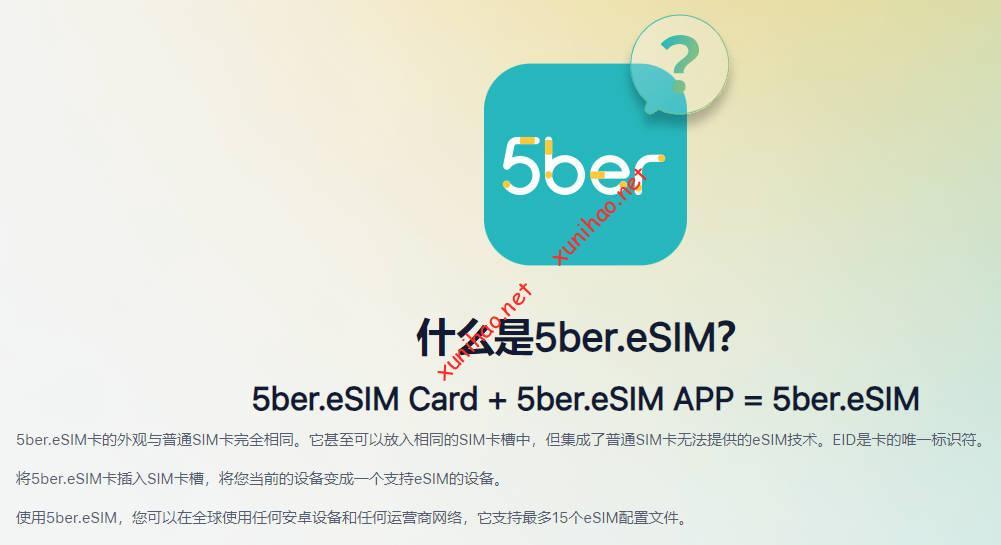 ?
5ber
xunihao.net
xunihao.net
什么是5ber.eSIM?
5ber.eSIM Card + 5ber.eSIM APP = 5ber.eSIM
5ber.eSIM卡的外观与普通SIM卡完全相同。它甚至可以放入相同的SIM卡槽中，但集成了普通SIM卡无法提供的eSIM技术。EID是卡的唯一标识符。
将5ber.eSIM卡插入SIM卡槽，将您当前的设备变成一个支持eSIM的设备。
使用5ber.eSIM，您可以在全球使用任何安卓设备和任何运营商网络，它支持最多15个eSIM配置文件。